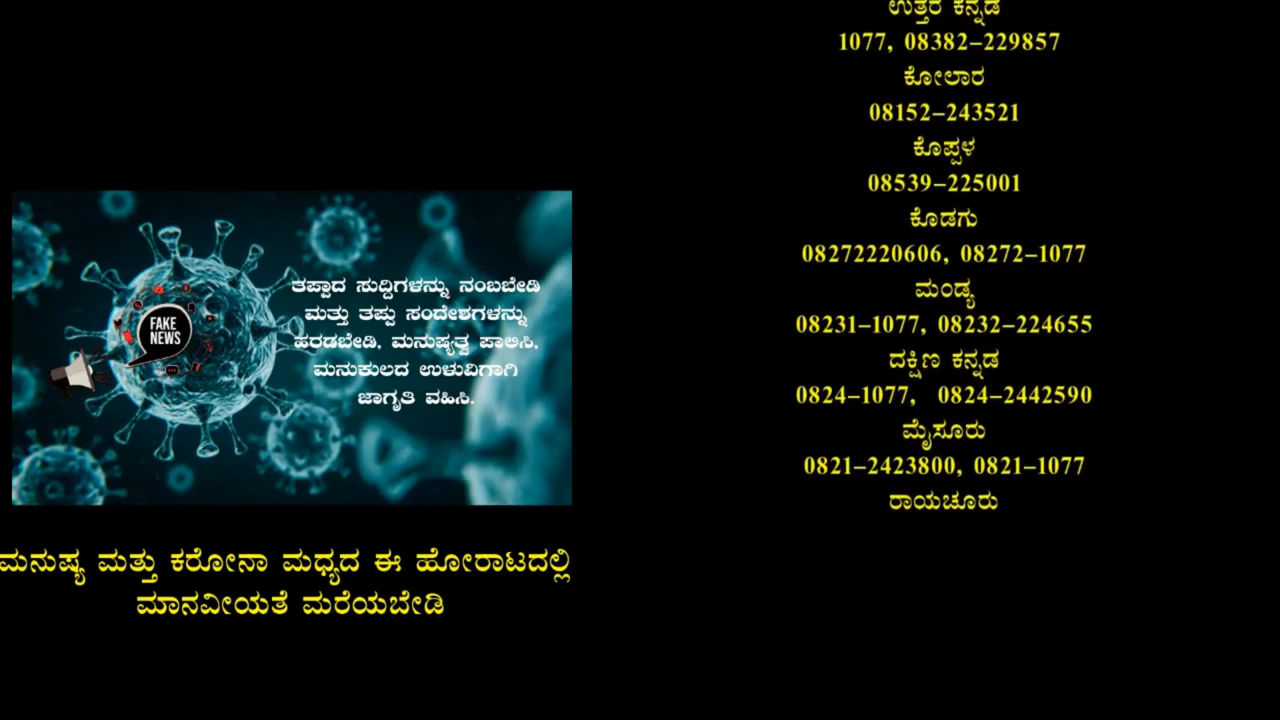 FAKE
NEWS
ತಪ್ಪಾದ ಸುದ್ದಿಗಳನ್ನು ನಂಬಬೇಡಿ
ಮತ್ತು ತಪ್ಪು ಸಂದೇಶಗಳನ್ನು
ಹರಡಬೇಡಿ, ಮನುಷ್ಯತ್ವ ಪಾಲಿಸಿ,
ಮನುಕುಲದ ಉಳುವಿಗಾಗಿ
ಜಾಗೃತಿ ವಹಿಸಿ.
ಮನುಷ್ಯ ಮತ್ತು ಕರೋನಾ ಮಧ್ಯದ ಈ ಹೋರಾಟದಲ್ಲಿ
ಮಾನವೀಯತೆ ಮರೆಯಬೇಡಿ
ಉತ್ತರ ಕನ್ನಡ
1077, 08382–229857
ಕೋಲಾರ
08152–243521
ಕೊಪ್ಪಳ
08539–225001
ಕೊಡಗು
08272220606, 08272–1077
ಮಂಡ್ಯ
08231–1077, 08232–224655
ದಕ್ಷಿಣ ಕನ್ನಡ
0824–1077, 0824–2442590
ಮೈಸೂರು
0821–2423800, 0821–1077
ರಾಯಚೂರು